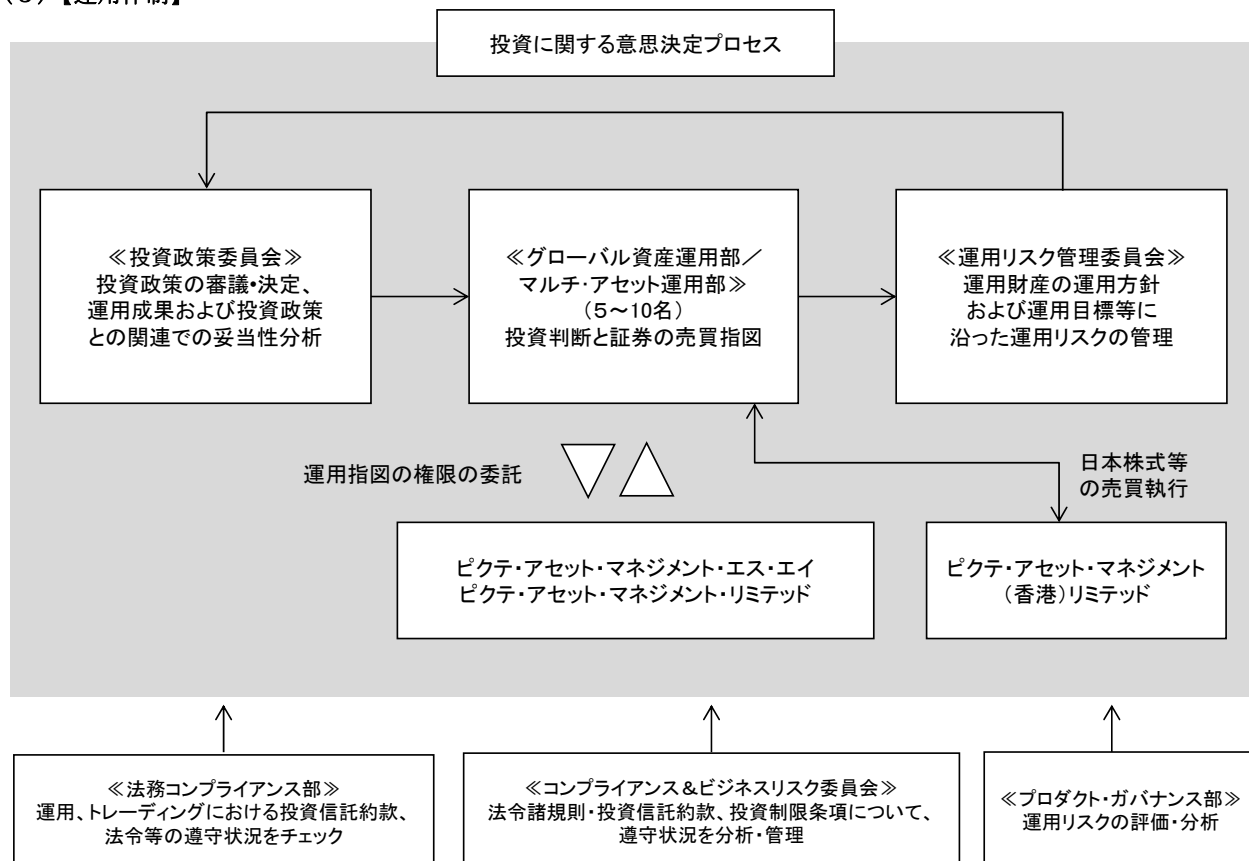 投資に関する意思決定プロセス
≪投資政策委員会≫
投資政策の審議・決定、
運用成果および投資政策
との関連での妥当性分析
≪グローバル資産運用部／
マルチ・アセット運用部≫
（5～10名）
投資判断と証券の売買指図
≪運用リスク管理委員会≫
運用財産の運用方針
および運用目標等に
沿った運用リスクの管理
運用指図の権限の委託
日本株式等
の売買執行
ピクテ・アセット・マネジメント・エス・エイ
ピクテ・アセット・マネジメント・リミテッド
ピクテ・アセット・マネジメント
（香港）リミテッド
≪法務コンプライアンス部≫
運用、トレーディングにおける投資信託約款、
法令等の遵守状況をチェック
≪コンプライアンス＆ビジネスリスク委員会≫
法令諸規則・投資信託約款、投資制限条項について、
遵守状況を分析・管理
≪プロダクト・ガバナンス部≫
運用リスクの評価・分析